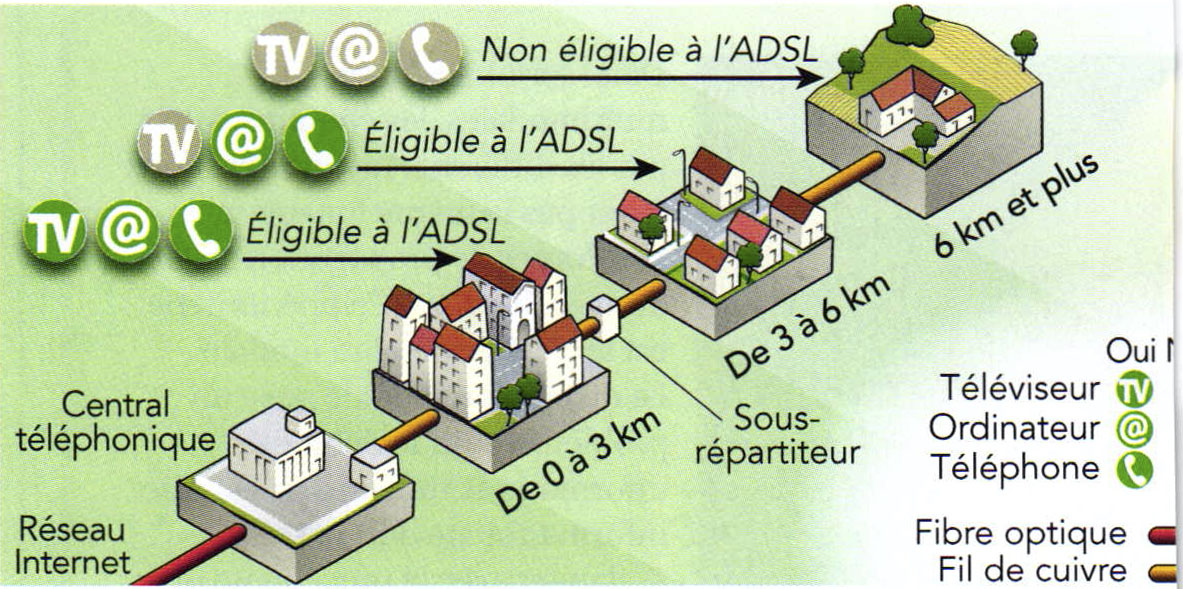 TV @ Non éligible à l'ADSL
TV @ Éligible à l'ADSL
TV @ Éligible à l'ADSL
6 km et plus
De 3 à 6 km
De 0 à 3 km
Sous-
répartiteur
Central
téléphonique
Réseau
Internet
Oui
Téléviseur TV
Ordinateur @
Téléphone
Fibre optique
Fil de cuivre